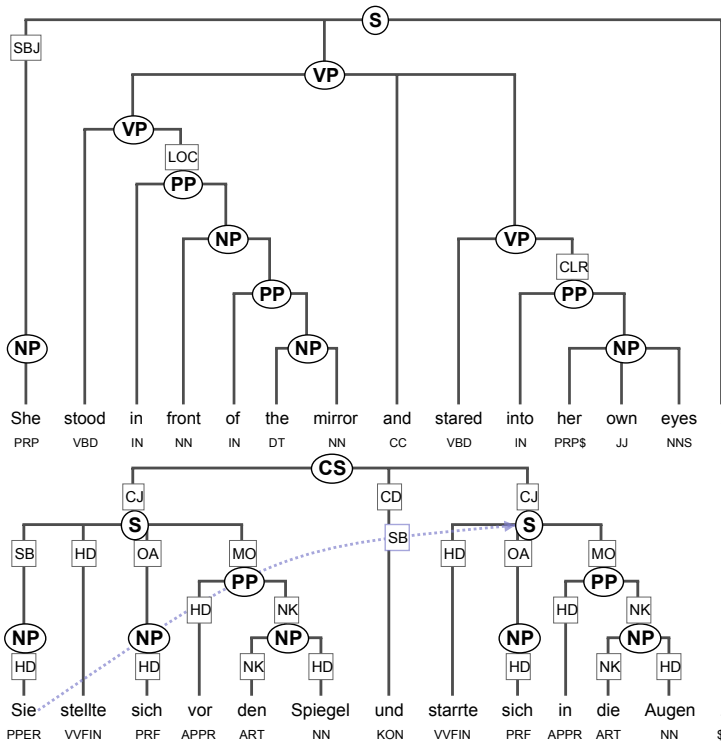 S
SBJ
VP
VP
LOC
PP
NP
VP
CLR
PP
PP
NP NP NP
She stood in front of the mirror and stared into her own eyes
PRP VBD IN NN IN DT NN CC VBD IN PRP$ JJ NNS
CS
CJ CD CJ
S S
SB HD OA MO SB HD OA MO
PP PP
HD NK HD NK
NP NP NP NP NP
HD HD NK HD HD NK HD
Sie stellte sich vor den Spiegel und starrte sich in die Augen
PPER VVFIN PRF APPR ART NN KON VVFIN PRF APPR ART NN $